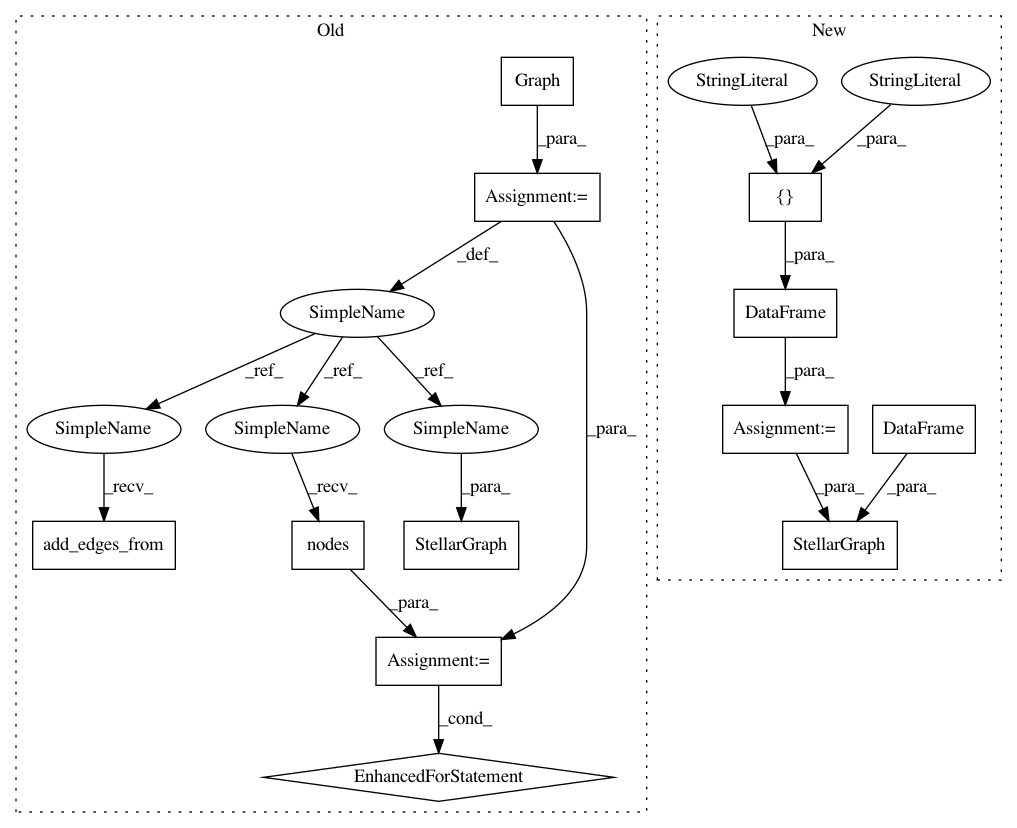 Old
New
Graph
StringLiteral
StringLiteral
_para_
_para_
_para_
Assignment:=
{}
_def_
_para_
SimpleName
DataFrame
_ref_
_ref_
_ref_
_para_
SimpleName
SimpleName
SimpleName
_para_
Assignment:=
DataFrame
_recv_
_recv_
_para_
_para_
_para_
add_edges_from
nodes
StellarGraph
StellarGraph
_para_
Assignment:=
_cond_
EnhancedForStatement